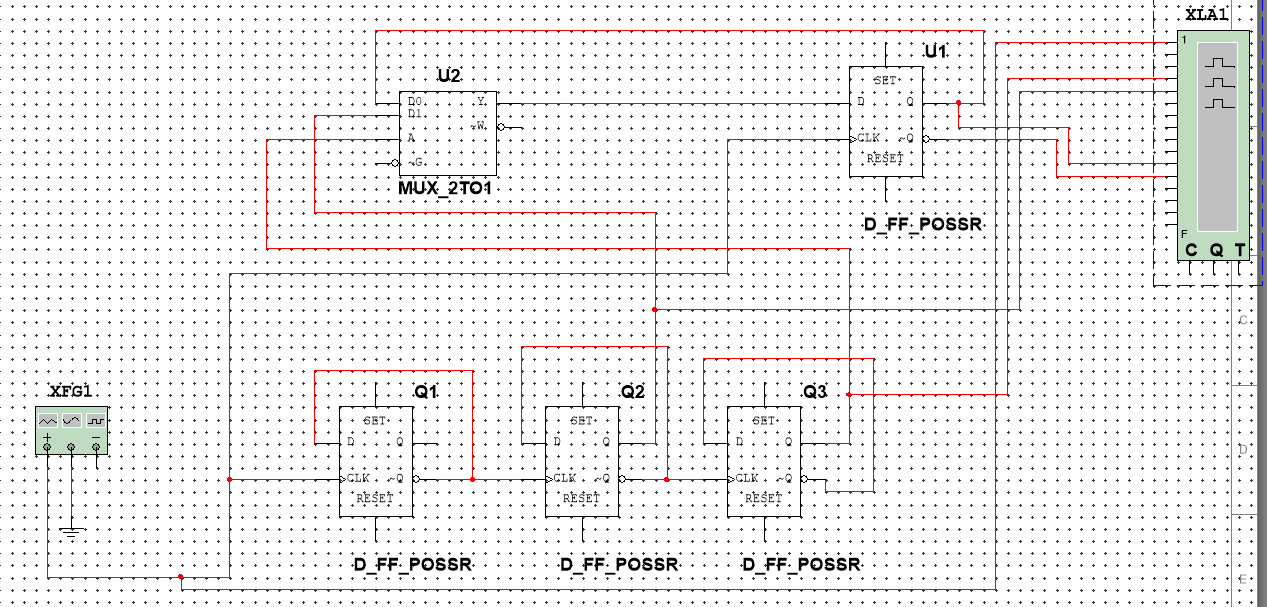 XLA1
1
F
C Q T
U1
SET
D Q
CLK ~Q
RESET
D_FF_POSSR
U2
D0 Y
D1
~W
A
~G
MUX_2TO1
C
D
E
XFG1
+ −
Q1
SET
D Q
CLK ~Q
RESET
D_FF_POSSR
Q2
SET
D Q
CLK ~Q
RESET
D_FF_POSSR
Q3
SET
D Q
CLK ~Q
RESET
D_FF_POSSR